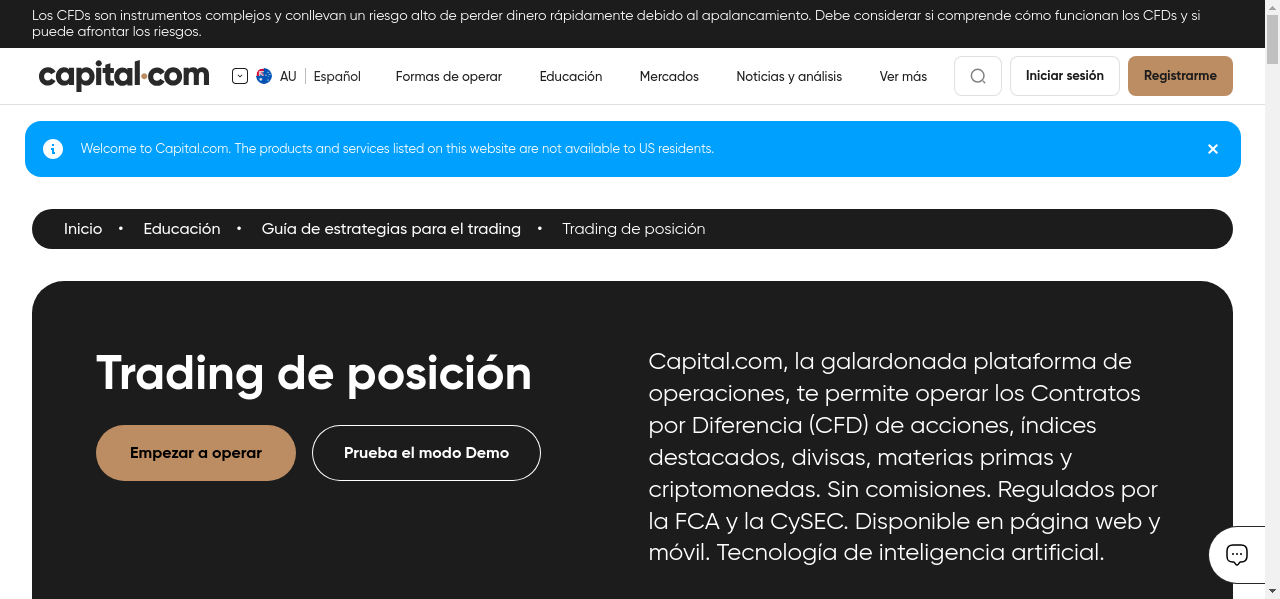 Los CFDs son instrumentos complejos y conllevan un riesgo alto de perder dinero rápidamente debido al apalancamiento. Debe considerar si comprende cómo funcionan los CFDs y si
puede afrontar los riesgos.
capital.com
AU
Español
Formas de operar
Educación
Mercados
Noticias y análisis
Ver más
Iniciar sesión
Registrarme
Welcome to Capital.com. The products and services listed on this website are not available to US residents.
Inicio • Educación • Guía de estrategias para el trading • Trading de posición
Trading de posición
Empezar a operar
Prueba el modo Demo
Capital.com, la galardonada plataforma de
operaciones, te permite operar los Contratos
por Diferencia (CFD) de acciones, índices
destacados, divisas, materias primas y
criptomonedas. Sin comisiones. Regulados por
la FCA y la CySEC. Disponible en página web y
móvil. Tecnología de inteligencia artificial.